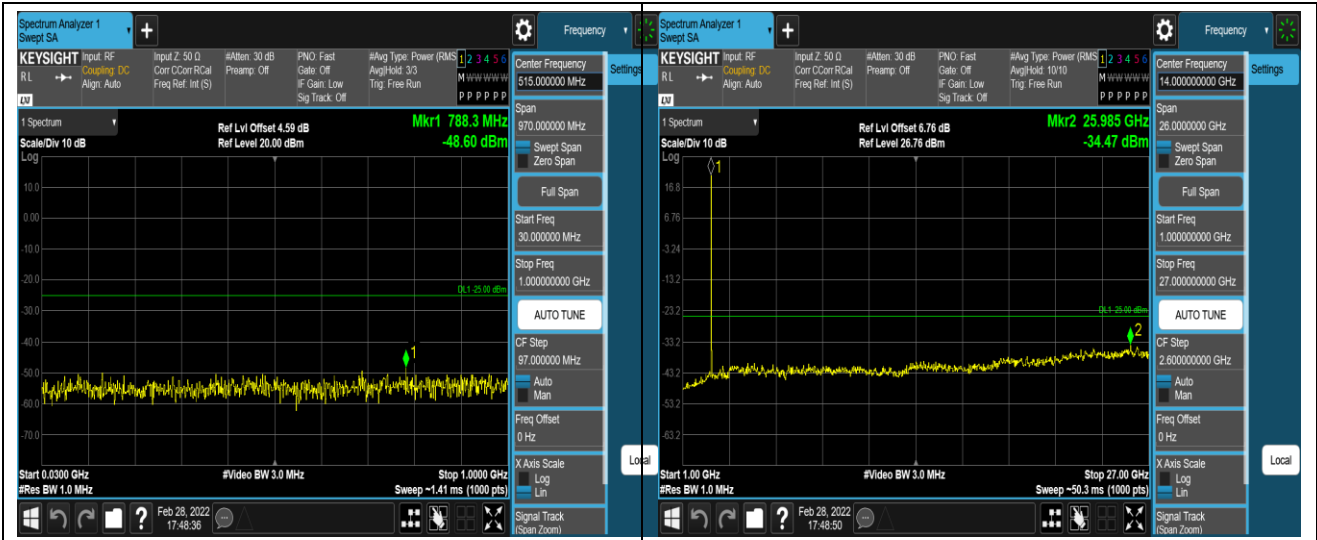 Spectrum Analyzer 1
Swept SA
+
Frequency
KEYSIGHT
RL
LXI
Input: RF
Coupling: DC
Align: Auto
Input Z: 50 Ω
Corr CCorr RCal
Freq Ref: Int (S)
#Atten: 30 dB
Preamp: Off
PNO: Fast
Gate: Off
IF Gain: Low
Sig Track: Off
#Avg Type: Power (RMS
Avg|Hold: 3/3
Trig: Free Run
1 2 3 4 5 6
M W W W W W
P P P P P P
Center Frequency
515.000000 MHz
Settings
Span
970.000000 MHz
Swept Span
Zero Span
Full Span
Start Freq
30.000000 MHz
Stop Freq
1.000000000 GHz
AUTO TUNE
CF Step
97.000000 MHz
Auto
Man
Freq Offset
0 Hz
X Axis Scale
Log
Lin
Signal Track
(Span Zoom)
Local
1 Spectrum
Scale/Div 10 dB
Log
Ref Lvl Offset 4.59 dB
Ref Level 20.00 dBm
Mkr1 788.3 MHz
-48.60 dBm
10.0
0.00
-10.0
-20.0
DL1 -25.00 dBm
-30.0
-40.0
1
-50.0
-60.0
-70.0
Start 0.0300 GHz
#Res BW 1.0 MHz
#Video BW 3.0 MHz
Stop 1.0000 GHz
Sweep ~1.41 ms (1000 pts)
?
Feb 28, 2022
17:48:36
Spectrum Analyzer 1
Swept SA
+
Frequency
KEYSIGHT
RL
LXI
Input: RF
Coupling: DC
Align: Auto
Input Z: 50 Ω
Corr CCorr RCal
Freq Ref: Int (S)
#Atten: 30 dB
Preamp: Off
PNO: Fast
Gate: Off
IF Gain: Low
Sig Track: Off
#Avg Type: Power (RMS
Avg|Hold: 10/10
Trig: Free Run
1 2 3 4 5 6
M W W W W W
P P P P P P
Center Frequency
14.000000000 GHz
Settings
Span
26.0000000 GHz
Swept Span
Zero Span
Full Span
Start Freq
1.000000000 GHz
Stop Freq
27.000000000 GHz
AUTO TUNE
CF Step
2.600000000 GHz
Auto
Man
Freq Offset
0 Hz
X Axis Scale
Log
Lin
Signal Track
(Span Zoom)
Local
1 Spectrum
Scale/Div 10 dB
Log
Ref Lvl Offset 6.76 dB
Ref Level 26.76 dBm
Mkr2 25.985 GHz
-34.47 dBm
1
16.8
6.76
-3.24
-13.2
-23.2
DL1 -25.00 dBm
2
-33.2
-43.2
-53.2
-63.2
Start 1.00 GHz
#Res BW 1.0 MHz
#Video BW 3.0 MHz
Stop 27.00 GHz
Sweep ~50.3 ms (1000 pts)
?
Feb 28, 2022
17:48:50